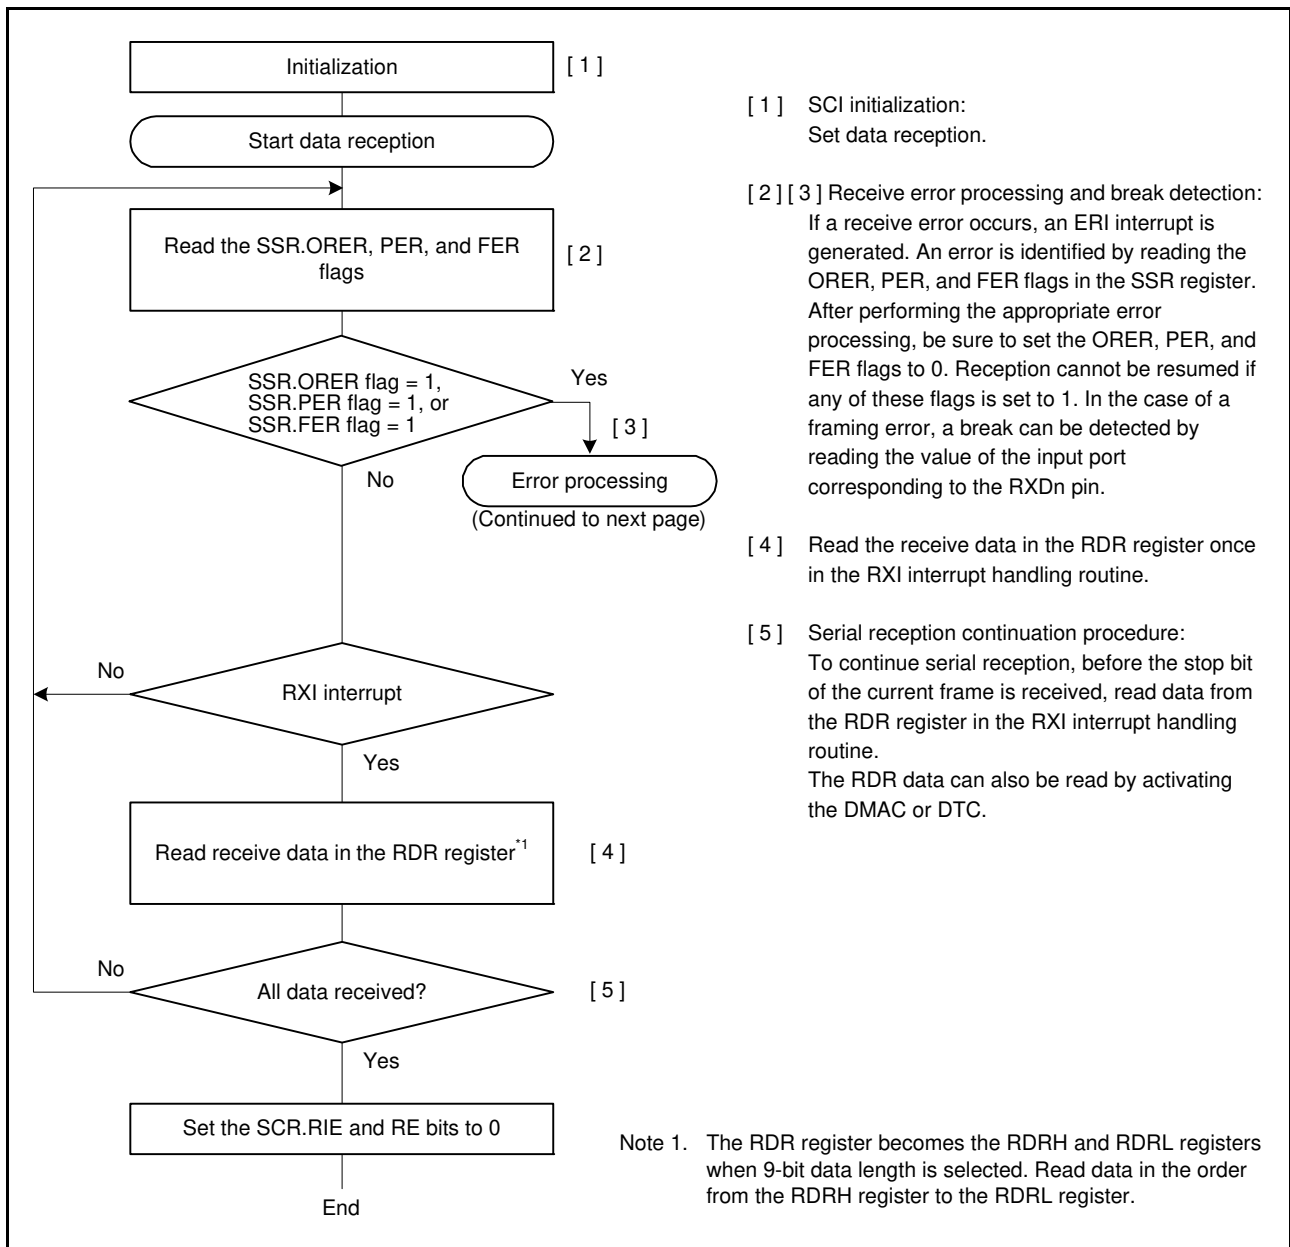 Initialization
[ 1 ]
Start data reception
Read the SSR.ORER, PER, and FER
flags
[ 2 ]
SSR.ORER flag = 1,
SSR.PER flag = 1, or
SSR.FER flag = 1
Yes
[ 3 ]
No
Error processing
(Continued to next page)
No
RXI interrupt
Yes
Read receive data in the RDR register*1
[ 4 ]
No
All data received?
[ 5 ]
Yes
Set the SCR.RIE and RE bits to 0
End
[ 1 ] SCI initialization:
Set data reception.
[ 2 ] [ 3 ] Receive error processing and break detection:
If a receive error occurs, an ERI interrupt is
generated. An error is identified by reading the
ORER, PER, and FER flags in the SSR register.
After performing the appropriate error
processing, be sure to set the ORER, PER, and
FER flags to 0. Reception cannot be resumed if
any of these flags is set to 1. In the case of a
framing error, a break can be detected by
reading the value of the input port
corresponding to the RXDn pin.
[ 4 ] Read the receive data in the RDR register once
in the RXI interrupt handling routine.
[ 5 ] Serial reception continuation procedure:
To continue serial reception, before the stop bit
of the current frame is received, read data from
the RDR register in the RXI interrupt handling
routine.
The RDR data can also be read by activating
the DMAC or DTC.
Note 1. The RDR register becomes the RDRH and RDRL registers
when 9-bit data length is selected. Read data in the order
from the RDRH register to the RDRL register.